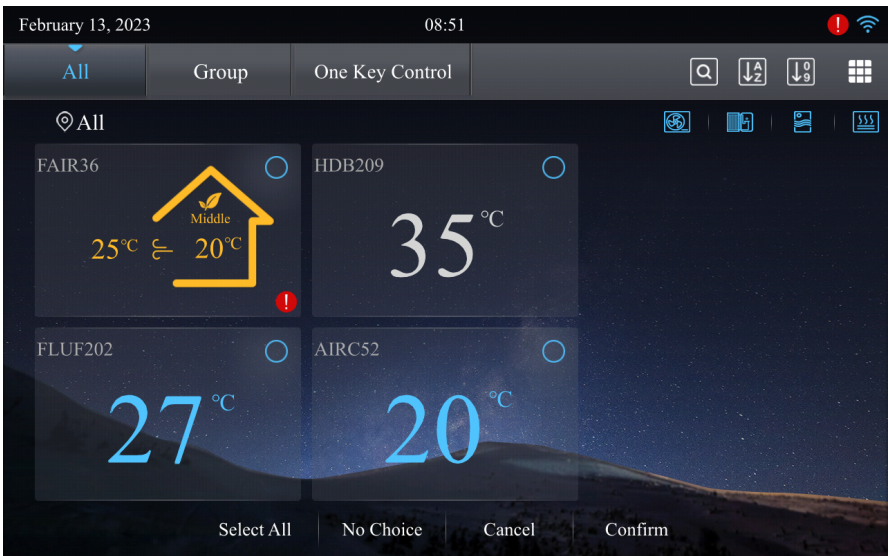 February 13, 2023 08:51
All Group One Key Control
All
FAIR36 HDB209
Middle
25℃ 20℃
35℃
FLUF202 AIRC52
27℃ 20℃
Select All No Choice Cancel Confirm